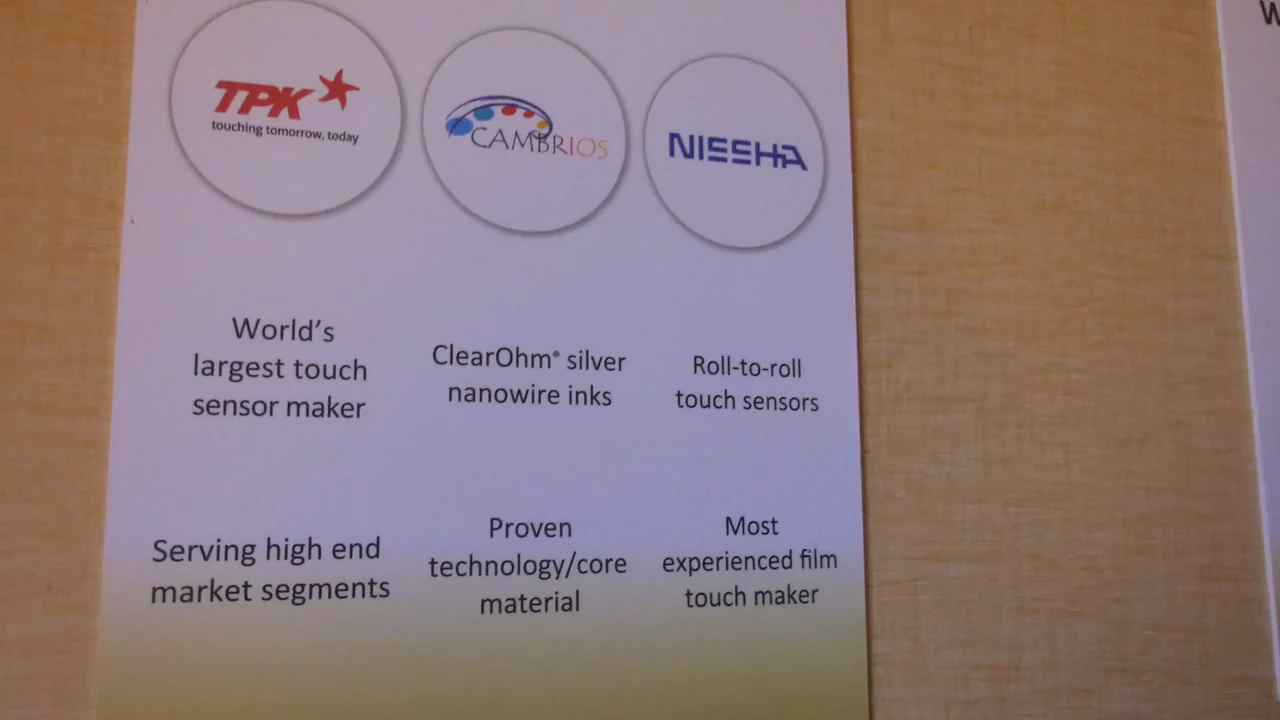 TPK
touching tomorrow, today
CAMBRIOS
NISSHA
World's
largest touch
sensor maker
ClearOhm® silver
nanowire inks
Roll-to-roll
touch sensors
Serving high end
market segments
Proven
technology/core
material
Most
experienced film
touch maker
W